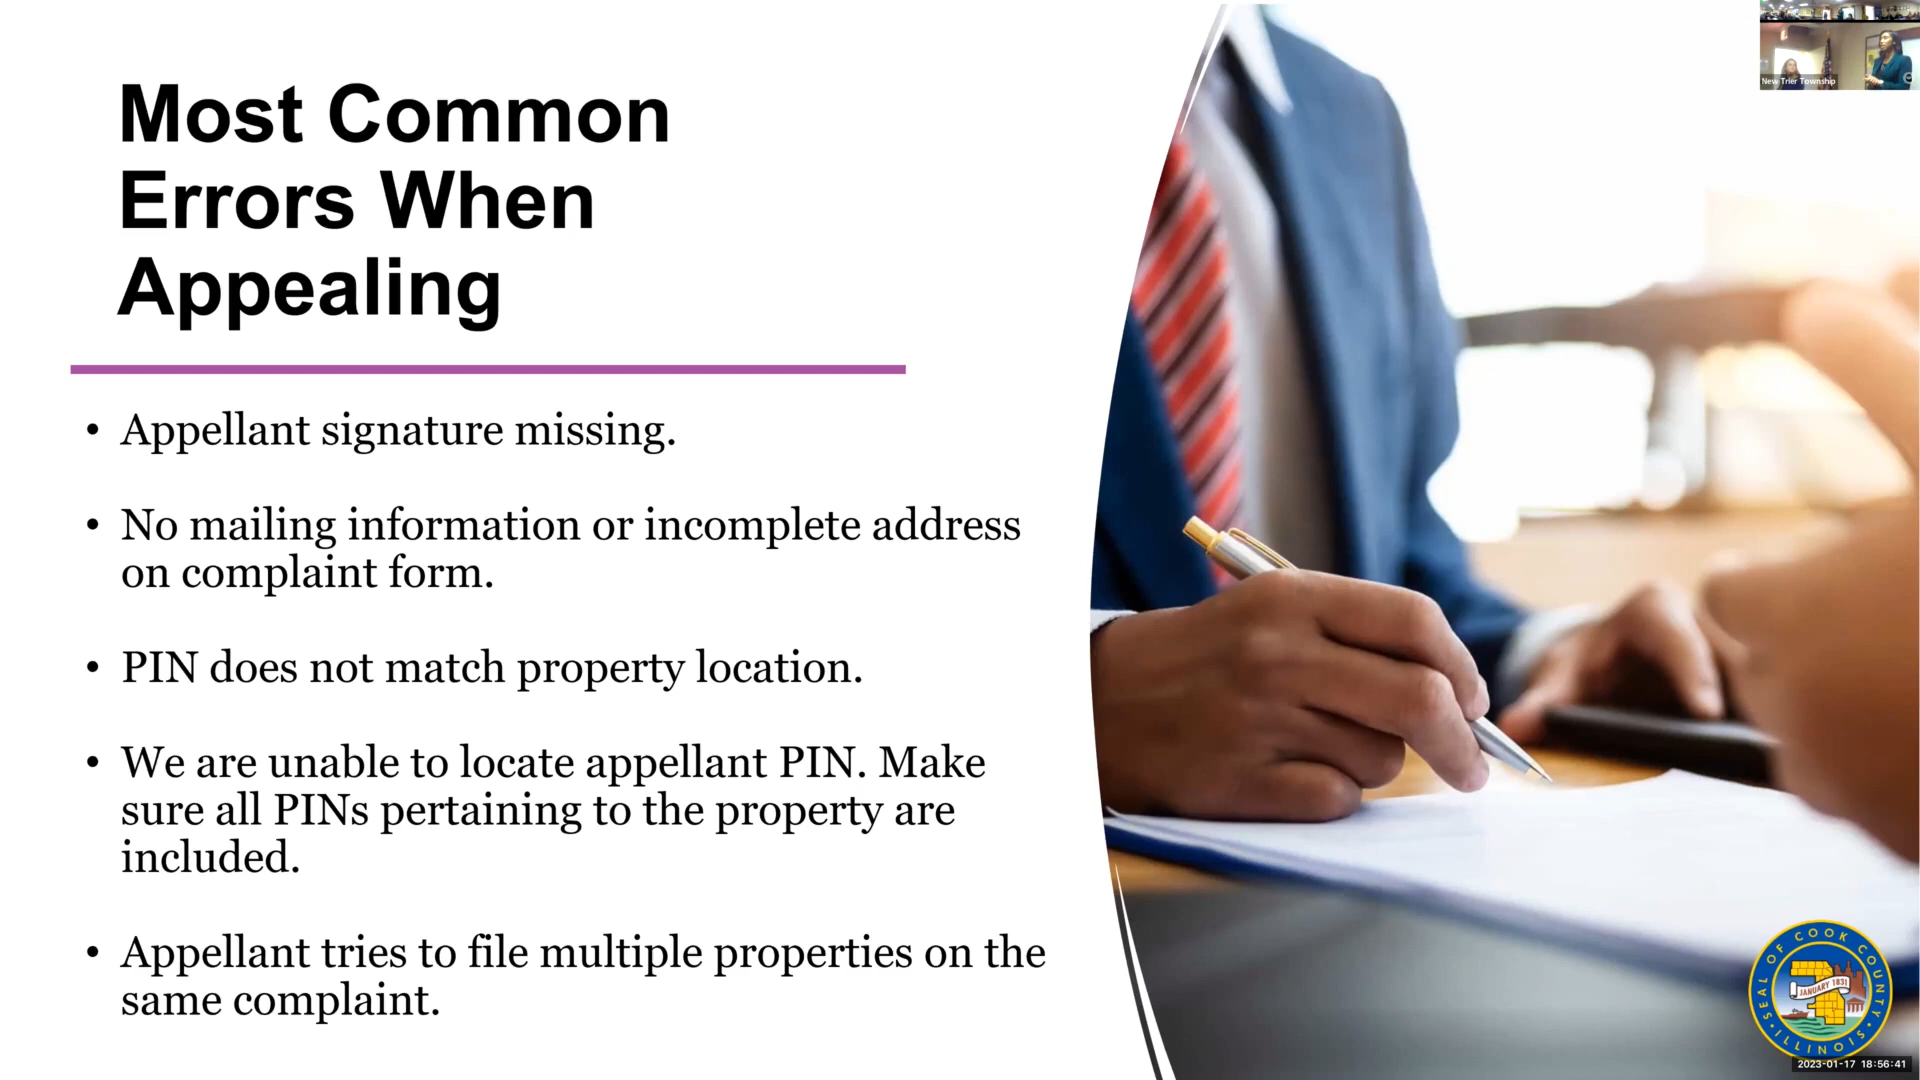 Most Common
Errors When
Appealing
• Appellant signature missing.
• No mailing information or incomplete address
on complaint form.
• PIN does not match property location.
• We are unable to locate appellant PIN. Make
sure all PINs pertaining to the property are
included.
• Appellant tries to file multiple properties on the
same complaint.
New Trier Township
SEAL OF COOK COUNTY
JANUARY 1831
ILLINOIS
2023-01-17 18:56:41